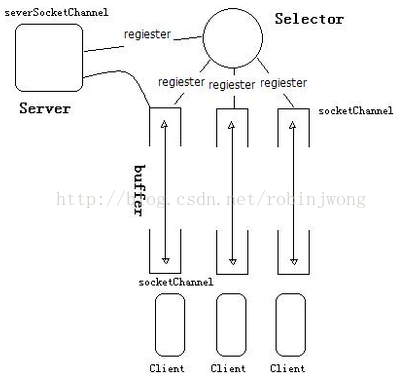 severSocketChannel
Selector
regiester
Server
regiester
regiester
regiester
socketChannel
buffer
http://blog.csdn.net/robinjwong
socketChannel
Client
Client
Client